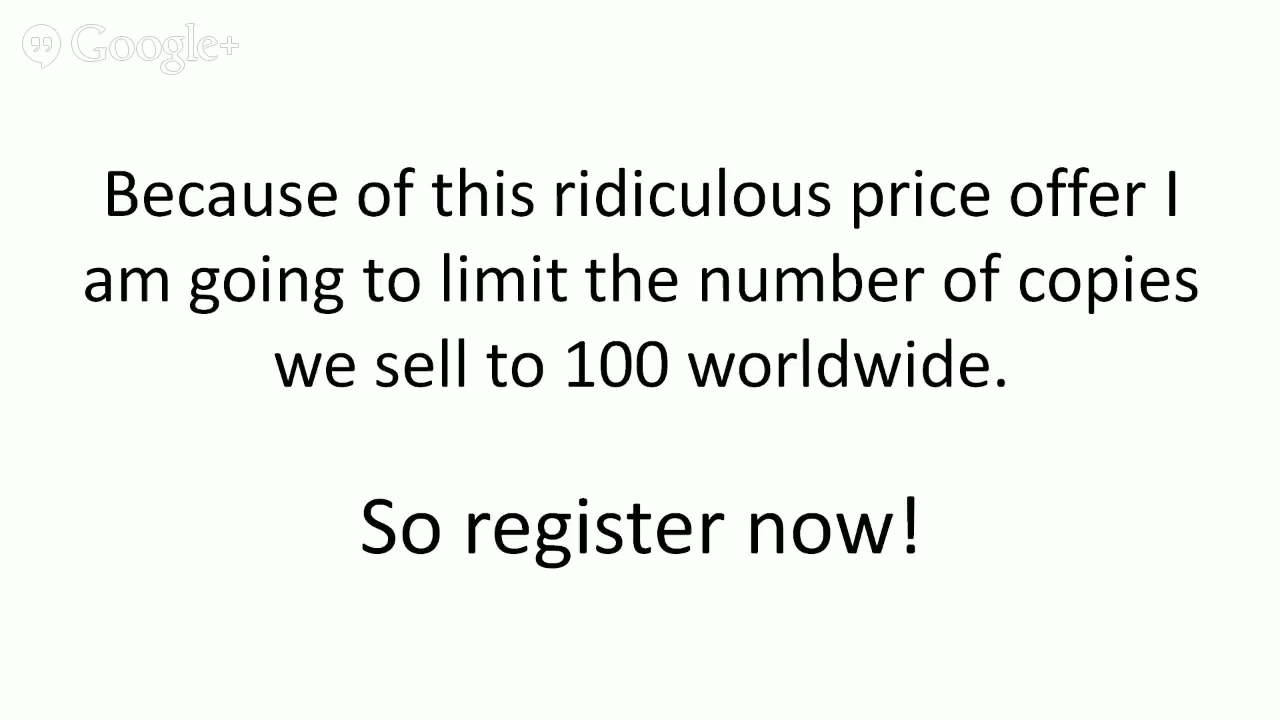 Google+
Because of this ridiculous price offer I
am going to limit the number of copies
we sell to 100 worldwide.
So register now!